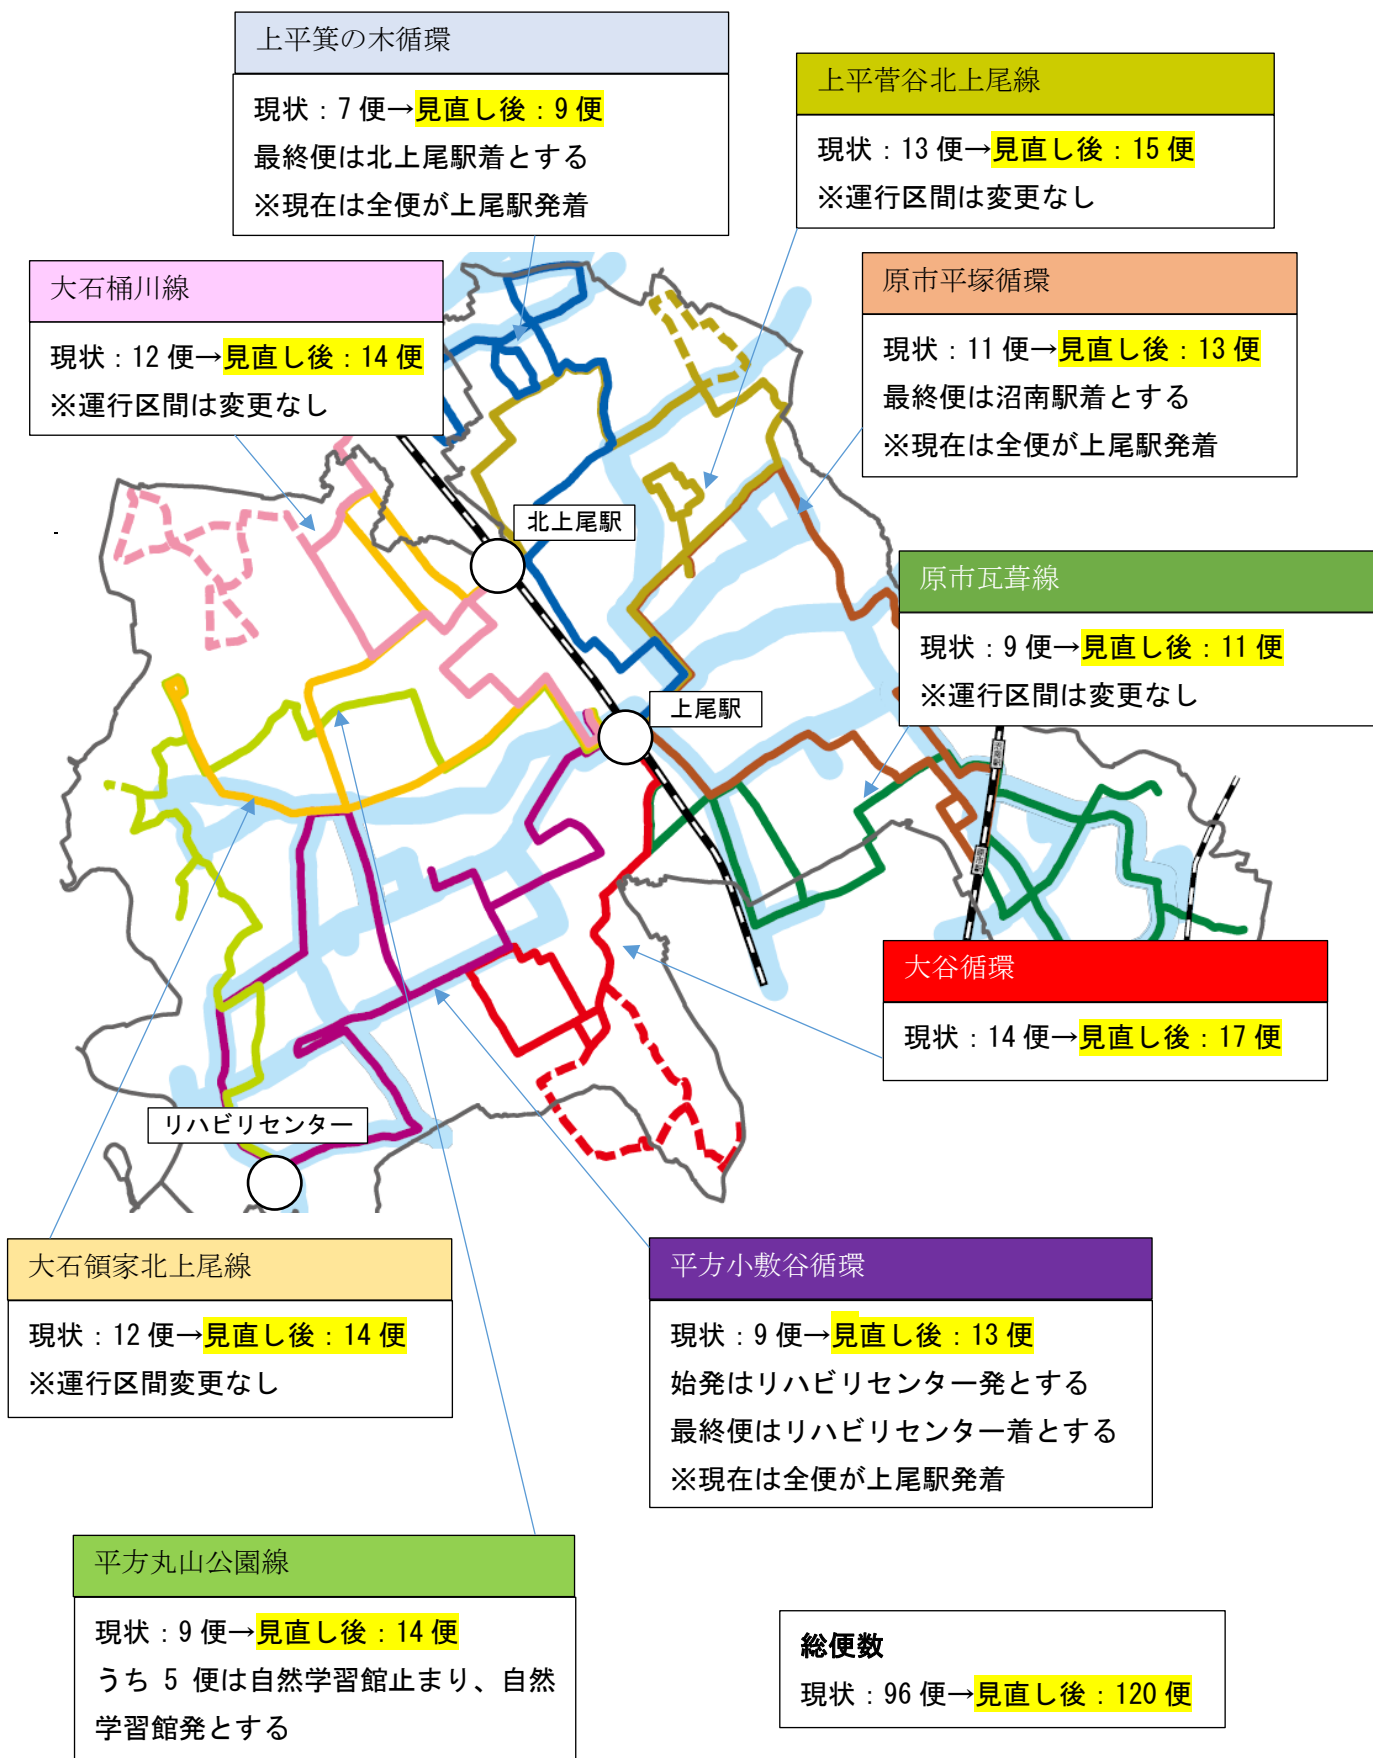 上平箕の木循環
現状：7便→見直し後：9便
最終便は北上尾駅着とする
※現在は全便が上尾駅発着
上平菅谷北上尾線
現状：13便→見直し後：15便
※運行区間は変更なし
大石桶川線
現状：12便→見直し後：14便
※運行区間は変更なし
原市平塚循環
現状：11便→見直し後：13便
最終便は沼南駅着とする
※現在は全便が上尾駅発着
北上尾駅
原市瓦葺線
現状：9便→見直し後：11便
※運行区間は変更なし
上尾駅
大谷循環
現状：14便→見直し後：17便
リハビリセンター
大石領家北上尾線
現状：12便→見直し後：14便
※運行区間変更なし
平方小敷谷循環
現状：9便→見直し後：13便
始発はリハビリセンター発とする
最終便はリハビリセンター着とする
※現在は全便が上尾駅発着
平方丸山公園線
現状：9便→見直し後：14便
うち 5 便は自然学習館止まり、自然
学習館発とする
総便数
現状：96便→見直し後：120便